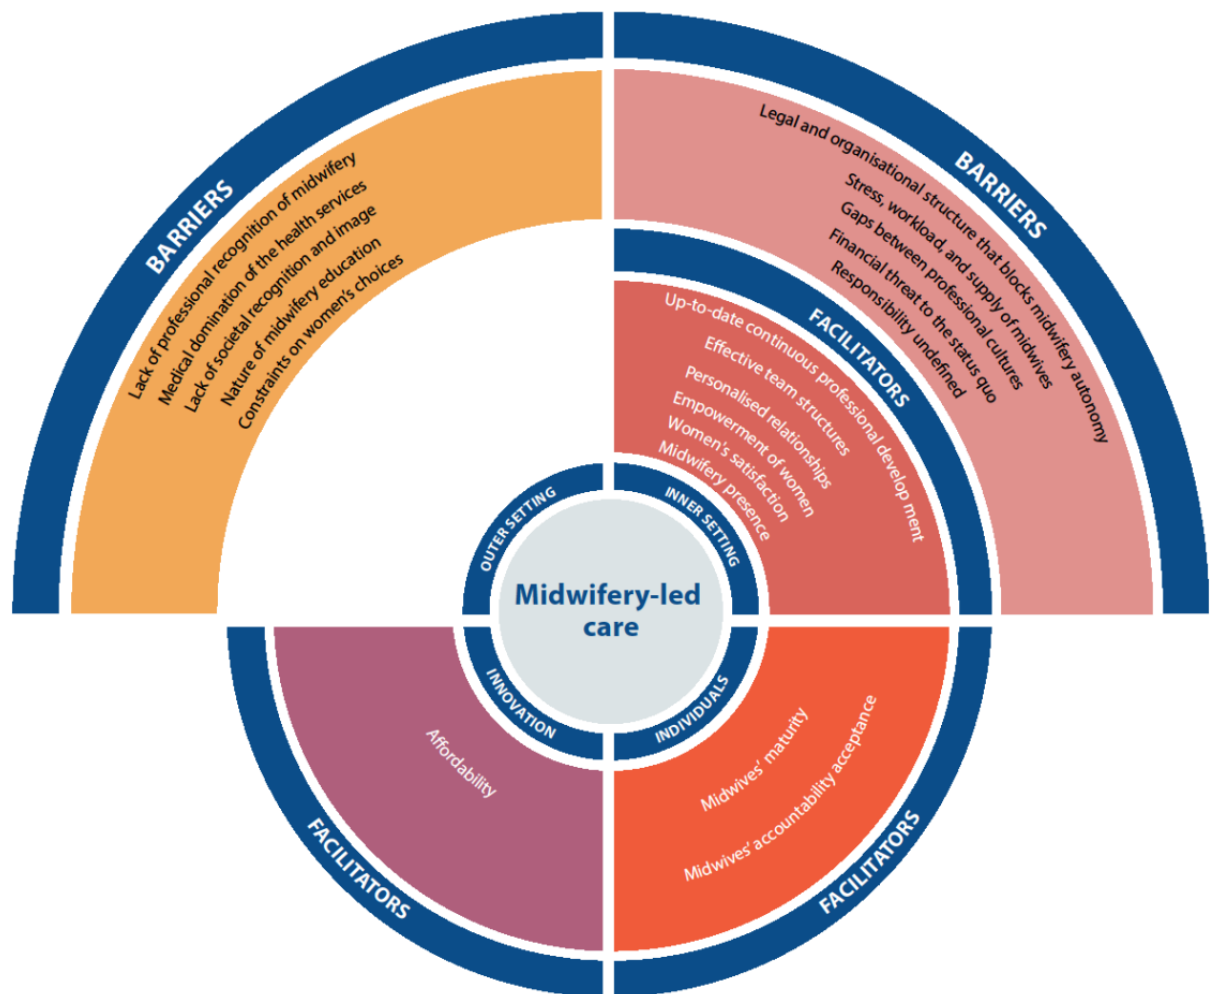 BARRIERS
Lack of professional recognition of midwifery
Medical domination of the health services
Lack of societal recognition and image
Nature of midwifery education
Constraints on women's choices
BARRIERS
Legal and organisational structure that blocks midwifery autonomy
Stress, workload, and supply of midwives
Gaps between professional cultures
Financial threat to the status quo
Responsibility undefined
FACILITATORS
Up-to-date continuous professional develop ment
Effective team structures
Personalised relationships
Empowerment of women
Women's satisfaction
Midwifery presence
OUTER SETTING
INNER SETTING
Midwifery-led
care
INNOVATION
INDIVIDUALS
Affordability
FACILITATORS
Midwives' maturity
Midwives' accountability acceptance
FACILITATORS